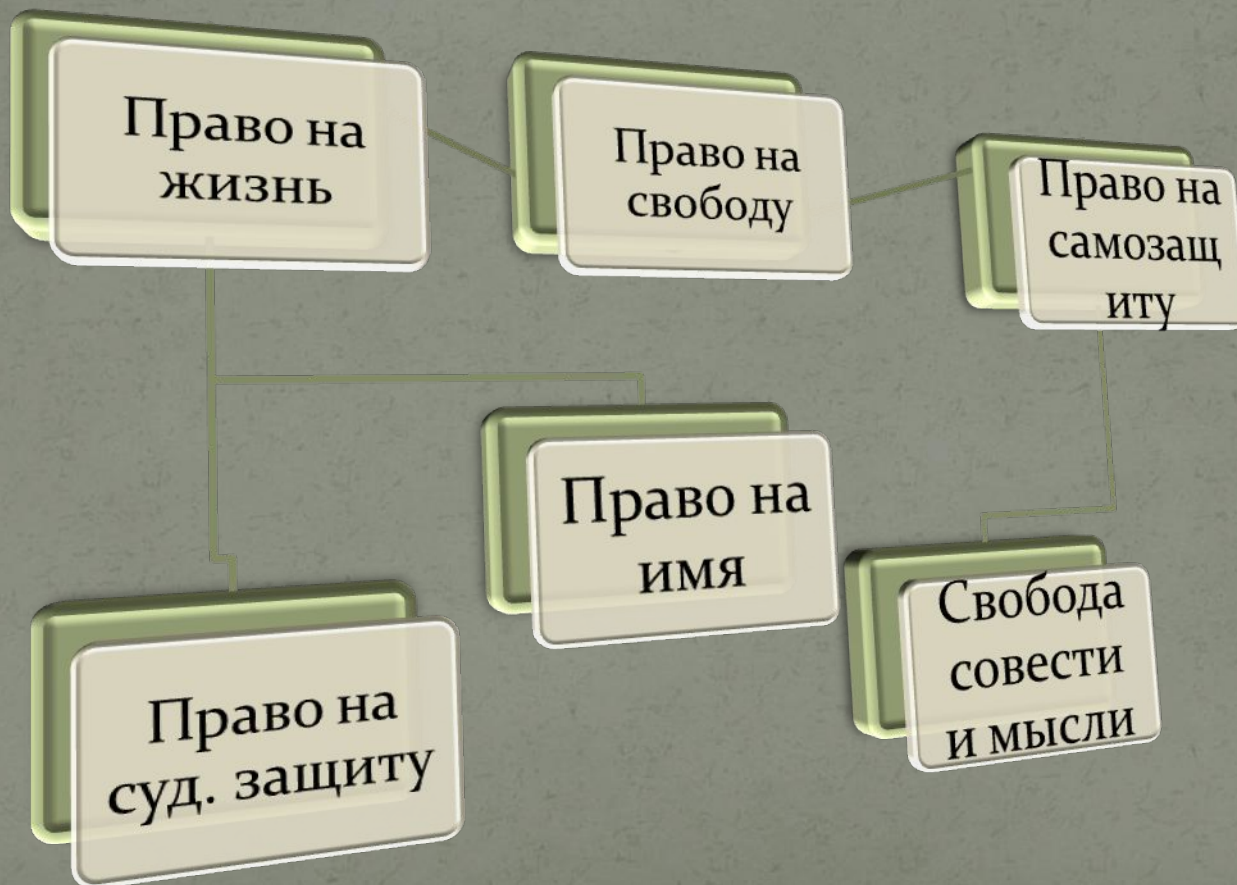 Право на
жизнь
Право на
свободу
Право на
самозащ
иту
Право на
имя
Свобода
совести
и мысли
Право на
суд. защиту